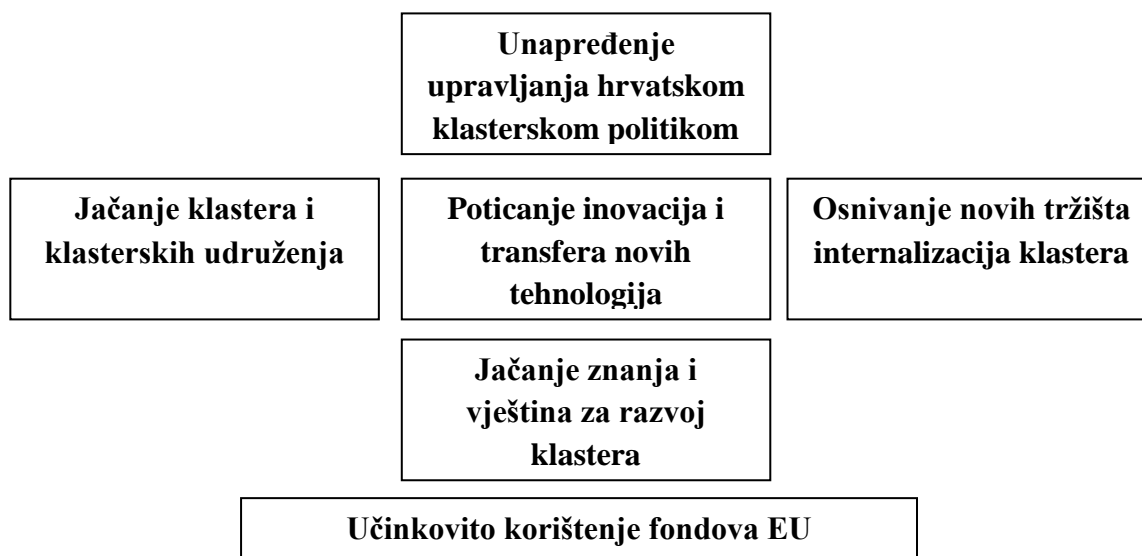 Unapređenje
upravljanja hrvatskom
klasterskom politikom
Jačanje klastera i
klasterskih udruženja
Poticanje inovacija i
transfera novih
tehnologija
Osnivanje novih tržišta
internalizacija klastera
Jačanje znanja i
vještina za razvoj
klastera
Učinkovito korištenje fondova EU